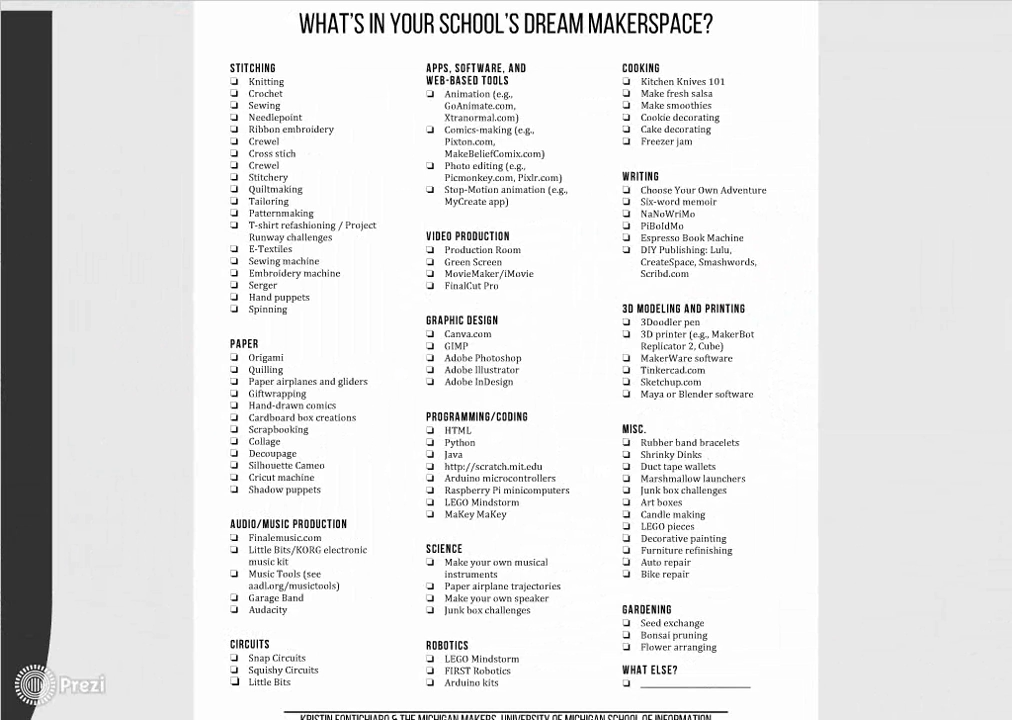 WHAT'S IN YOUR SCHOOL'S DREAM MAKERSPACE?
STITCHING
❏ Knitting
❏ Crochet
❏ Sewing
❏ Needlepoint
❏ Ribbon embroidery
❏ Crewel
❏ Cross stich
❏ Crewel
❏ Stitchery
❏ Quiltmaking
❏ Tailoring
❏ Patternmaking
❏ T-shirt refashioning / Project
Runway challenges
❏ E-Textiles
❏ Sewing machine
❏ Embroidery machine
❏ Serger
❏ Hand puppets
❏ Spinning
PAPER
❏ Origami
❏ Quilling
❏ Paper airplanes and gliders
❏ Giftwrapping
❏ Hand-drawn comics
❏ Cardboard box creations
❏ Scrapbooking
❏ Collage
❏ Decoupage
❏ Silhouette Cameo
❏ Cricut machine
❏ Shadow puppets
AUDIO/MUSIC PRODUCTION
❏ Finalemusic.com
❏ Little Bits/KORG electronic
music kit
❏ Music Tools (see
aadl.org/musictools)
❏ Garage Band
❏ Audacity
CIRCUITS
❏ Snap Circuits
❏ Squishy Circuits
❏ Little Bits
APPS, SOFTWARE, AND
WEB-BASED TOOLS
❏ Animation (e.g.,
GoAnimate.com,
Xtranormal.com)
❏ Comics-making (e.g.,
Pixton.com,
MakeBeliefComix.com)
❏ Photo editing (e.g.,
Picmonkey.com, Pixlr.com)
❏ Stop-Motion animation (e.g.,
MyCreate app)
VIDEO PRODUCTION
❏ Production Room
❏ Green Screen
❏ MovieMaker/iMovie
❏ FinalCut Pro
GRAPHIC DESIGN
❏ Canva.com
❏ GIMP
❏ Adobe Photoshop
❏ Adobe Illustrator
❏ Adobe InDesign
PROGRAMMING/CODING
❏ HTML
❏ Python
❏ Java
❏ http://scratch.mit.edu
❏ Arduino microcontrollers
❏ Raspberry Pi minicomputers
❏ LEGO Mindstorm
❏ MaKey MaKey
SCIENCE
❏ Make your own musical
instruments
❏ Paper airplane trajectories
❏ Make your own speaker
❏ Junk box challenges
ROBOTICS
❏ LEGO Mindstorm
❏ FIRST Robotics
❏ Arduino kits
COOKING
❏ Kitchen Knives 101
❏ Make fresh salsa
❏ Make smoothies
❏ Cookie decorating
❏ Cake decorating
❏ Freezer jam
WRITING
❏ Choose Your Own Adventure
❏ Six-word memoir
❏ NaNoWriMo
❏ PiBoIdMo
❏ Espresso Book Machine
❏ DIY Publishing: Lulu,
CreateSpace, Smashwords,
Scribd.com
3D MODELING AND PRINTING
❏ 3Doodler pen
❏ 3D printer (e.g., MakerBot
Replicator 2, Cube)
❏ MakerWare software
❏ Tinkercad.com
❏ Sketchup.com
❏ Maya or Blender software
MISC.
❏ Rubber band bracelets
❏ Shrinky Dinks
❏ Duct tape wallets
❏ Marshmallow launchers
❏ Junk box challenges
❏ Art boxes
❏ Candle making
❏ LEGO pieces
❏ Decorative painting
❏ Furniture refinishing
❏ Auto repair
❏ Bike repair
GARDENING
❏ Seed exchange
❏ Bonsai pruning
❏ Flower arranging
WHAT ELSE?
❏ ____________________
KRISTIN FONTICHIARO & THE MICHIGAN MAKERS, UNIVERSITY OF MICHIGAN SCHOOL OF INFORMATION
Prezi